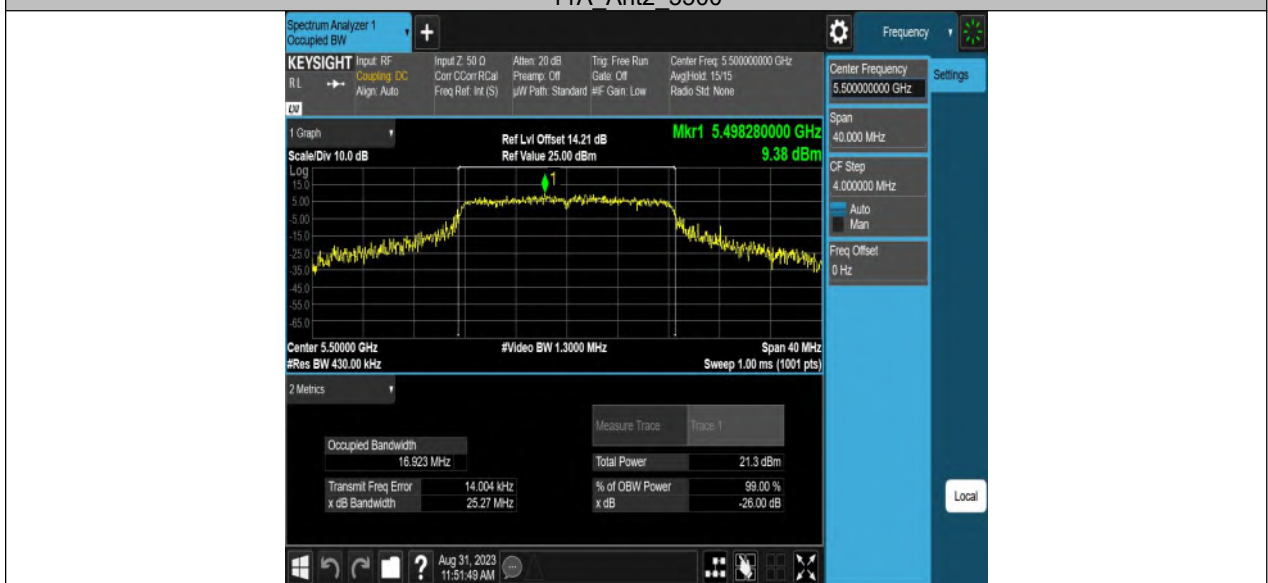 11A_Ant2_5500
Spectrum Analyzer 1
Occupied BW
Frequency
KEYSIGHT
RL
LXI
Input: RF
Coupling: DC
Align: Auto
Input Z: 50 Ω
Corr CCorr RCal
Freq Ref: Int (S)
Atten: 20 dB
Preamp: Off
µW Path: Standard
Trig: Free Run
Gate: Off
#IF Gain: Low
Center Freq: 5.500000000 GHz
Avg|Hold: 15/15
Radio Std: None
Center Frequency
5.500000000 GHz
Settings
Span
40.000 MHz
CF Step
4.000000 MHz
Auto
Man
Freq Offset
0 Hz
1 Graph
Scale/Div 10.0 dB
Ref Lvl Offset 14.21 dB
Ref Value 25.00 dBm
Mkr1 5.498280000 GHz
9.38 dBm
Log
15.0
5.00
-5.00
-15.0
-25.0
-35.0
-45.0
-55.0
-65.0
1
Center 5.50000 GHz
#Res BW 430.00 kHz
#Video BW 1.3000 MHz
Span 40 MHz
Sweep 1.00 ms (1001 pts)
2 Metrics
Measure Trace
Trace 1
Occupied Bandwidth
16.923 MHz
Total Power
21.3 dBm
Transmit Freq Error
14.004 kHz
% of OBW Power
99.00 %
x dB Bandwidth
25.27 MHz
x dB
-26.00 dB
Local
Aug 31, 2023
11:51:49 AM